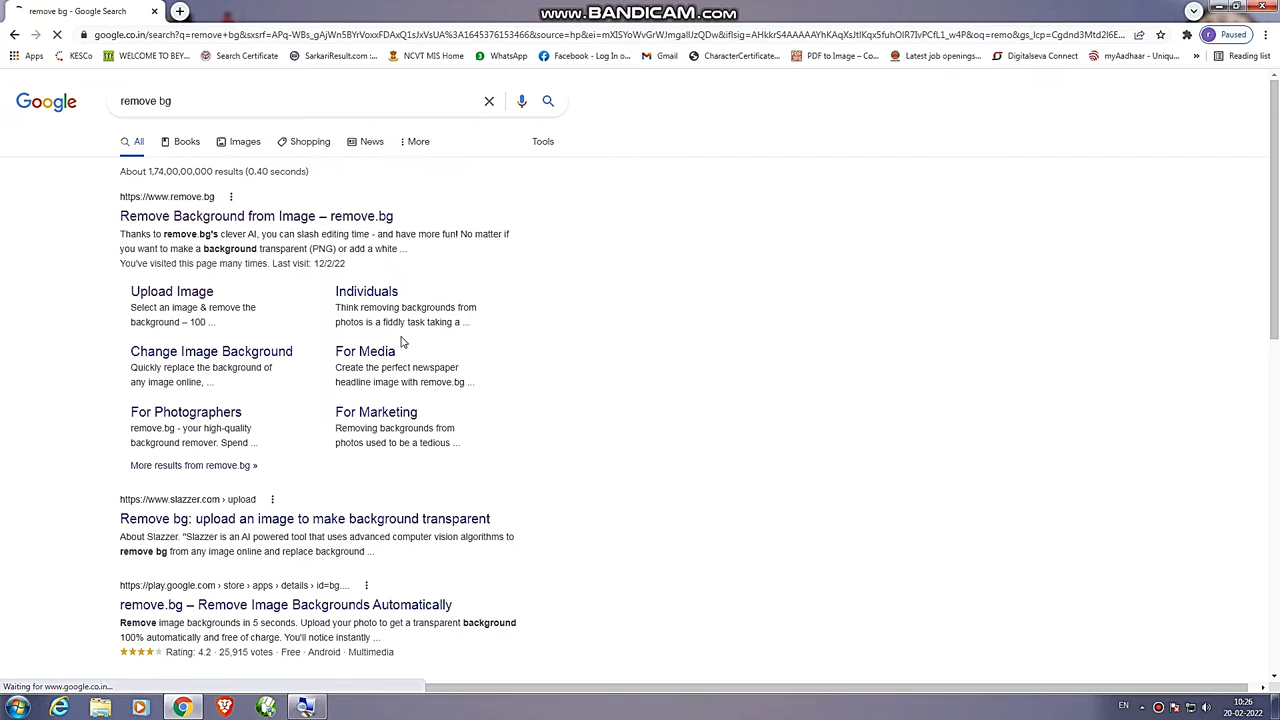 www.BANDICAM.com
remove bg - Google Search
google.co.in/search?q=remove+bg&sxsrf=
Paused
Apps
KESCo
WELCOME TO BEY...
Search Certificate
SarkariResult.com :...
NCVT MIS Home
WhatsApp
Facebook - Log In o...
Gmail
CharacterCertificate...
PDF to Image – Co...
Latest job openings...
Digitalseva Connect
myAadhaar - Uniqu...
»
Reading list
Google
remove bg
All
Books
Images
Shopping
News
More
Tools
About 1,74,00,00,000 results (0.40 seconds)
https://www.remove.bg
Remove Background from Image – remove.bg
Thanks to remove.bg's clever AI, you can slash editing time - and have more fun! No matter if
you want to make a background transparent (PNG) or add a white ...
You've visited this page many times. Last visit: 12/2/22
Upload Image
Select an image & remove the
background – 100 ...
Individuals
Think removing backgrounds from
photos is a fiddly task taking a ...
Change Image Background
Quickly replace the background of
any image online, ...
For Media
Create the perfect newspaper
headline image with remove.bg ...
For Photographers
remove.bg - your high-quality
background remover. Spend ...
For Marketing
Removing backgrounds from
photos used to be a tedious ...
More results from remove.bg »
https://www.slazzer.com › upload
Remove bg: upload an image to make background transparent
About Slazzer. "Slazzer is an AI powered tool that uses advanced computer vision algorithms to
remove bg from any image online and replace background ...
https://play.google.com › store › apps › details › id=bg....
remove.bg – Remove Image Backgrounds Automatically
Remove image backgrounds in 5 seconds. Upload your photo to get a transparent background
100% automatically and free of charge. You'll notice instantly ...
Rating: 4.2 · 25,915 votes · Free · Android · Multimedia
Waiting for www.google.co.in...
EN
10:26
20-02-2022